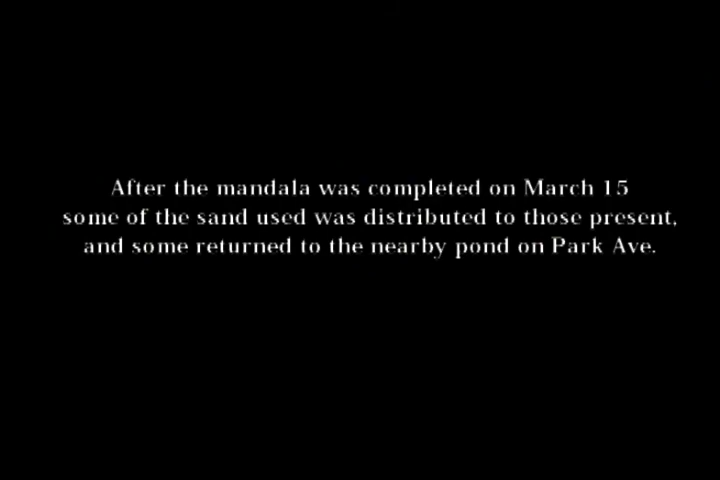 After the mandala was completed on March 15
some of the sand used was distributed to those present,
and some returned to the nearby pond on Park Ave.